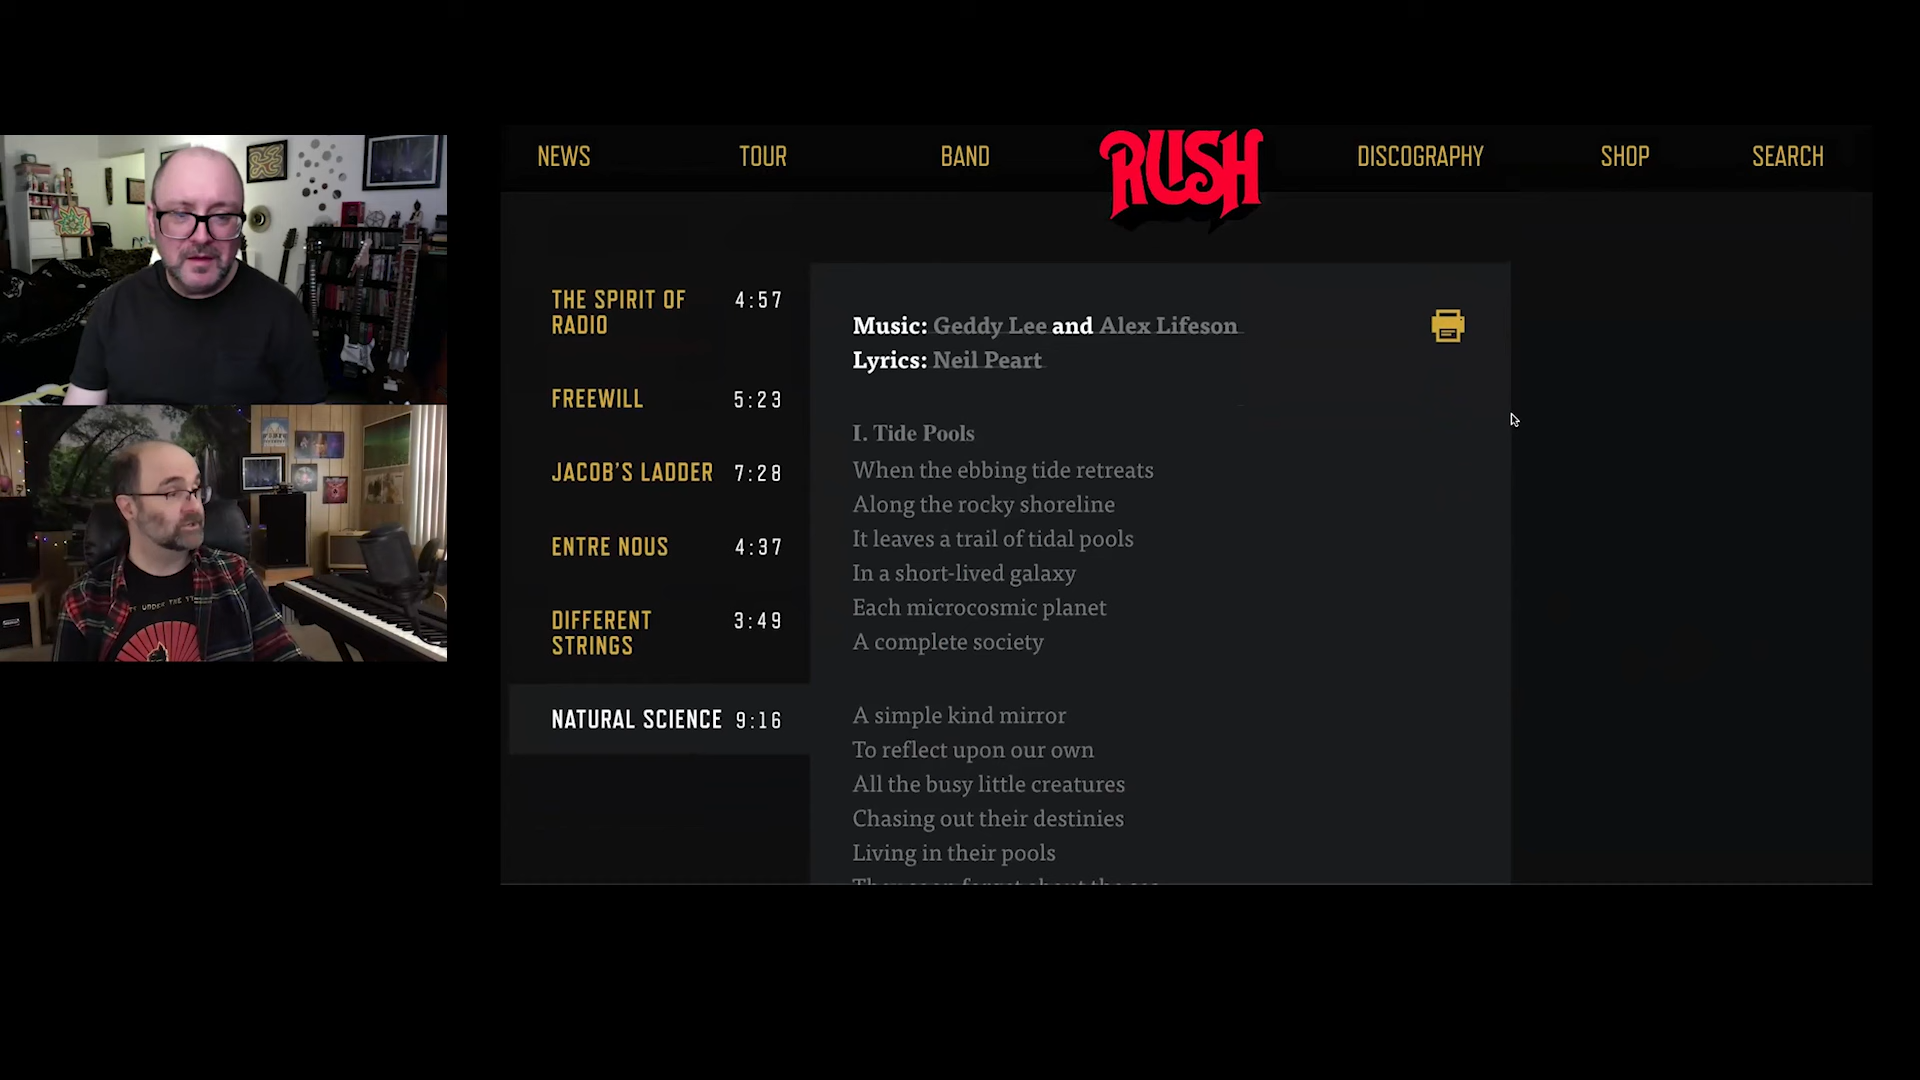 NEWS
TOUR
BAND
RUSH
DISCOGRAPHY
SHOP
SEARCH
THE SPIRIT OF
RADIO
4:57
FREEWILL
5:23
JACOB'S LADDER
7:28
ENTRE NOUS
4:37
DIFFERENT
STRINGS
3:49
NATURAL SCIENCE
9:16
Music: Geddy Lee and Alex Lifeson
Lyrics: Neil Peart
I. Tide Pools
When the ebbing tide retreats
Along the rocky shoreline
It leaves a trail of tidal pools
In a short-lived galaxy
Each microcosmic planet
A complete society
A simple kind mirror
To reflect upon our own
All the busy little creatures
Chasing out their destinies
Living in their pools
UNDER THE